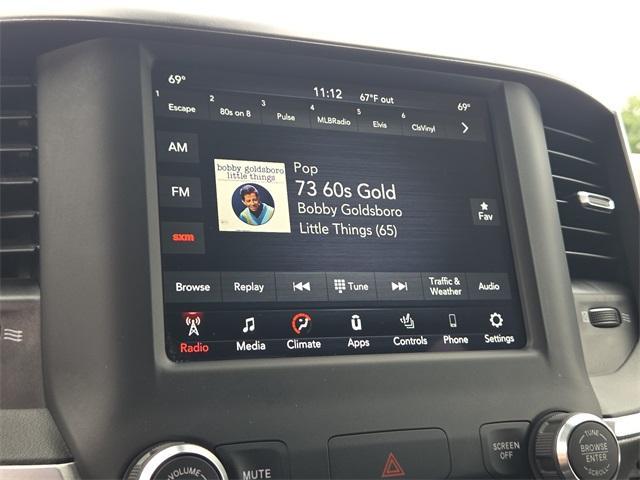 69° 11:12 67°F out 69°
1 Escape 2 80s on 8 3 Pulse 4 MLBRadio 5 Elvis 6 ClsVinyl
AM
FM
sxm
bobby goldsboro
little things
Pop
73 60s Gold
Bobby Goldsboro
Little Things (65)
Fav
Browse Replay Tune Traffic & Weather Audio
Radio Media Climate Apps Controls Phone Settings
VOLUME
MUTE
SCREEN
OFF
TUNE
BROWSE
ENTER
SCROLL